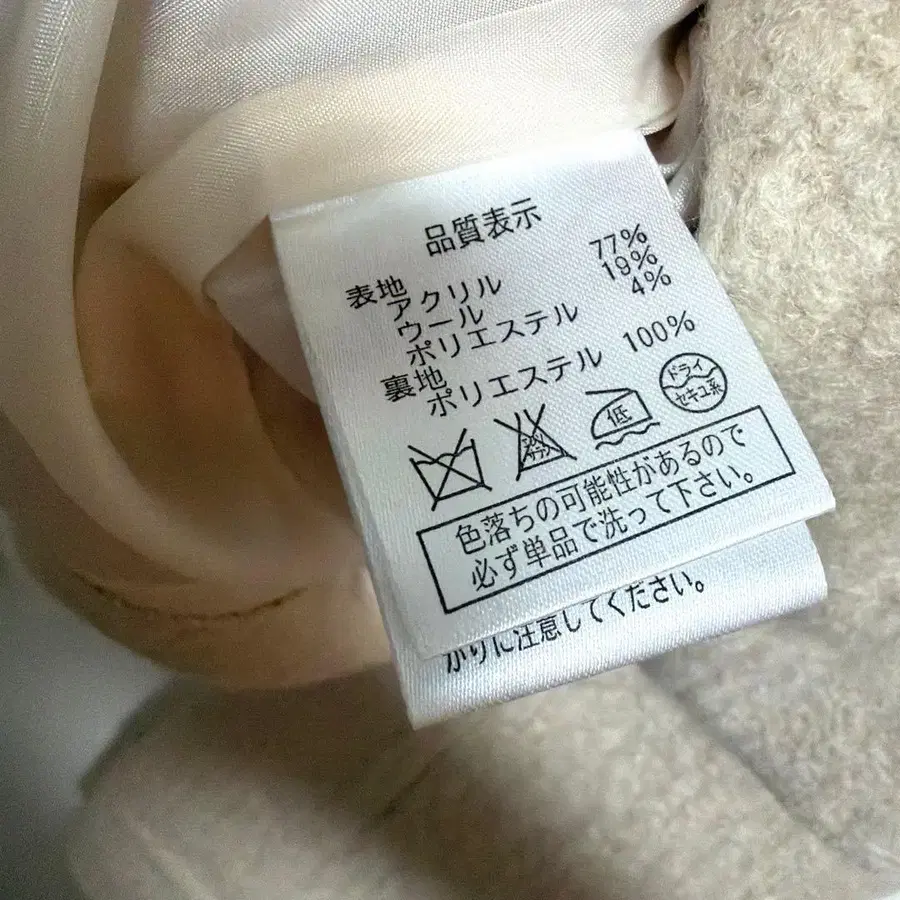 品質表示
表地
アクリル 77%
ウール 19%
ポリエステル 4%
裏地
ポリエステル 100%
低
ドライ
セキユ系
色落ちの可能性があるので
必ず単品で洗って下さい。
がりに注意してください。